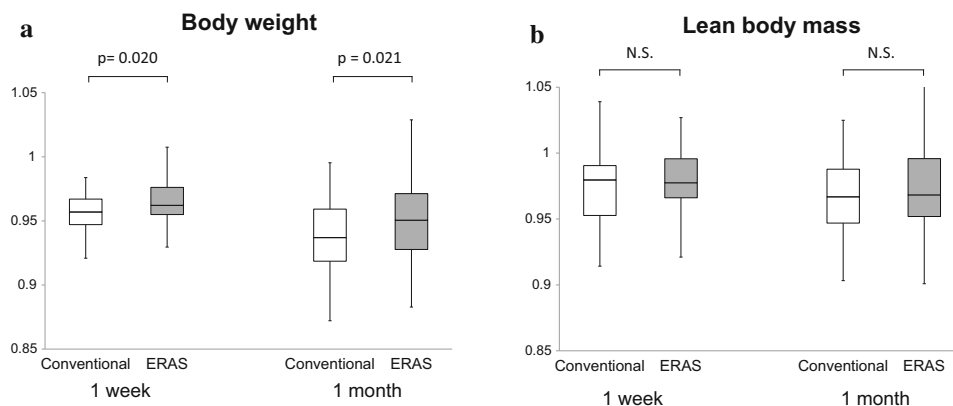 a
Body weight
p= 0.020
p = 0.021
1.05
1
0.95
0.9
0.85
Conventional ERAS Conventional ERAS
1 week 1 month
b
Lean body mass
N.S. N.S.
1.05
1
0.95
0.9
0.85
Conventional ERAS Conventional ERAS
1 week 1 month